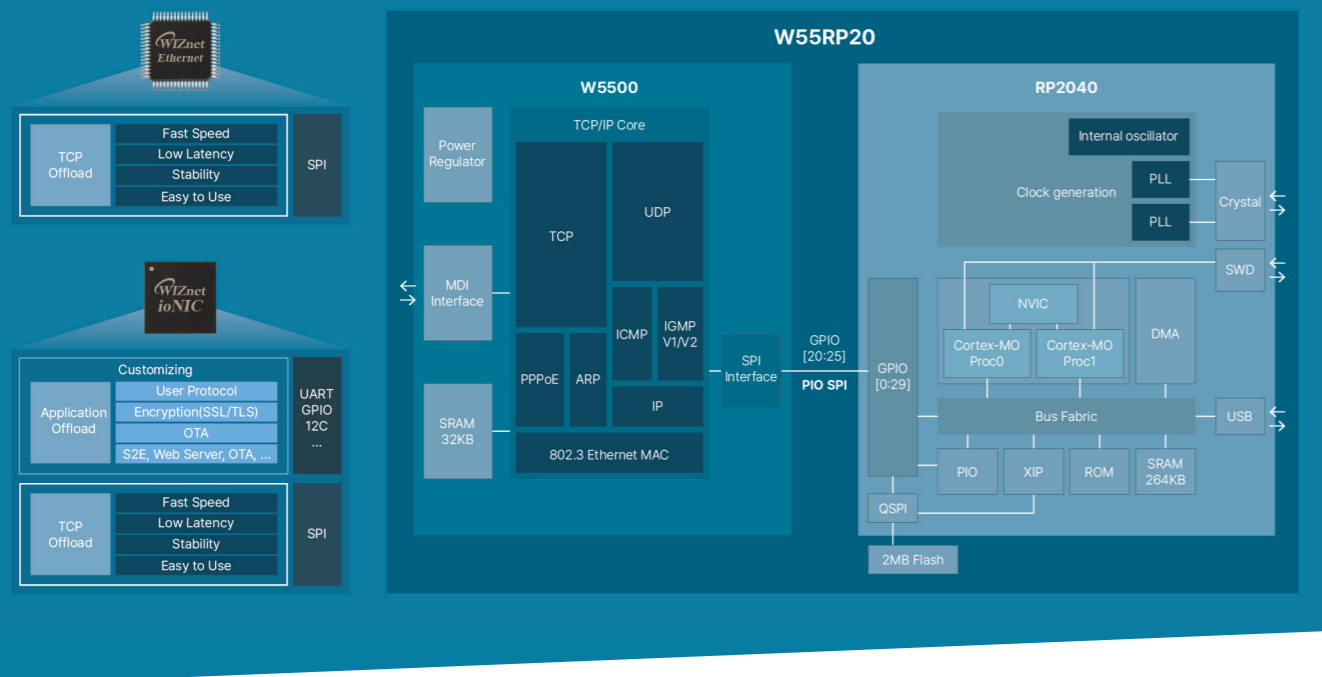 WIZnet
Ethernet
TCP
Offload
Fast Speed
Low Latency
Stability
Easy to Use
SPI
WIZnet
ioNIC
Customizing
Application
Offload
User Protocol
Encryption(SSL/TLS)
OTA
S2E, Web Server, OTA, ...
UART
GPIO
12C
...
TCP
Offload
Fast Speed
Low Latency
Stability
Easy to Use
SPI
W55RP20
W5500
Power
Regulator
MDI
Interface
SRAM
32KB
TCP/IP Core
TCP
UDP
ICMP
IGMP
V1/V2
PPPoE
ARP
IP
802.3 Ethernet MAC
SPI
Interface
GPIO
[20:25]
PIO SPI
RP2040
Internal oscillator
Clock generation
PLL
PLL
Crystal
SWD
GPIO
[0:29]
NVIC
Cortex-MO
Proc0
Cortex-MO
Proc1
DMA
Bus Fabric
USB
PIO
XIP
ROM
SRAM
264KB
QSPI
2MB Flash